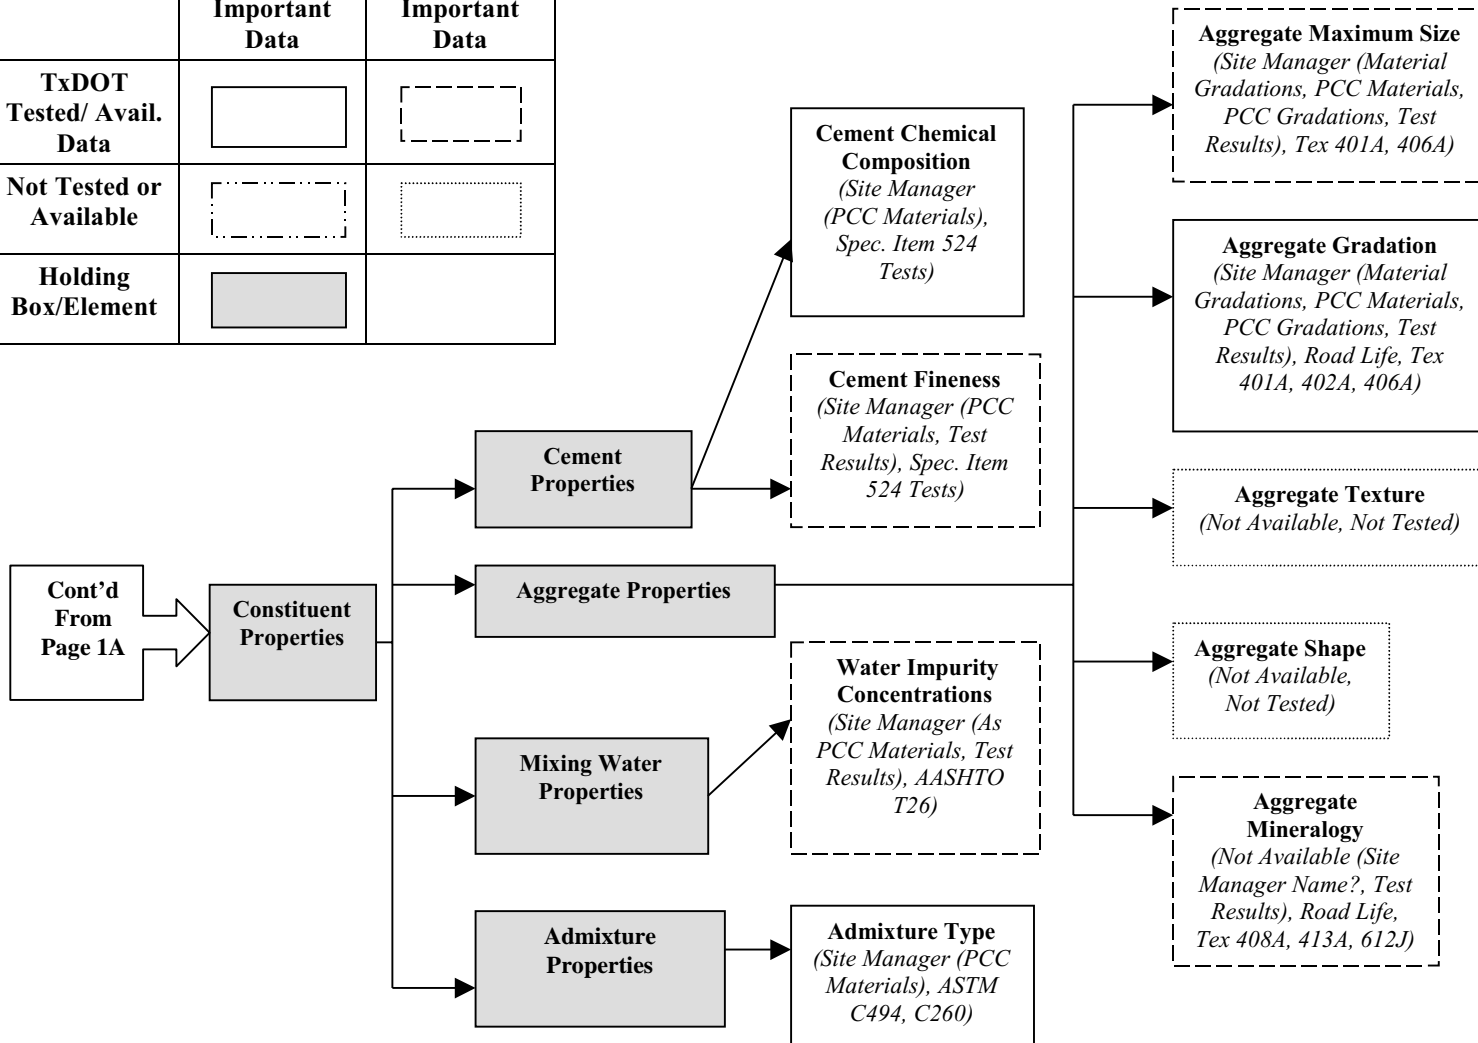 Important
Data
Important
Data
TxDOT
Tested/ Avail.
Data
Not Tested or
Available
Holding
Box/Element
Cont’d
From
Page 1A
Constituent
Properties
Cement
Properties
Aggregate Properties
Mixing Water
Properties
Admixture
Properties
Cement Chemical
Composition
(Site Manager
(PCC Materials),
Spec. Item 524
Tests)
Cement Fineness
(Site Manager (PCC
Materials, Test
Results), Spec. Item
524 Tests)
Water Impurity
Concentrations
(Site Manager (As
PCC Materials, Test
Results), AASHTO
T26)
Admixture Type
(Site Manager (PCC
Materials), ASTM
C494, C260)
Aggregate Maximum Size
(Site Manager (Material
Gradations, PCC Materials,
PCC Gradations, Test
Results), Tex 401A, 406A)
Aggregate Gradation
(Site Manager (Material
Gradations, PCC Materials,
PCC Gradations, Test
Results), Road Life, Tex
401A, 402A, 406A)
Aggregate Texture
(Not Available, Not Tested)
Aggregate Shape
(Not Available,
Not Tested)
Aggregate
Mineralogy
(Not Available (Site
Manager Name?, Test
Results), Road Life,
Tex 408A, 413A, 612J)